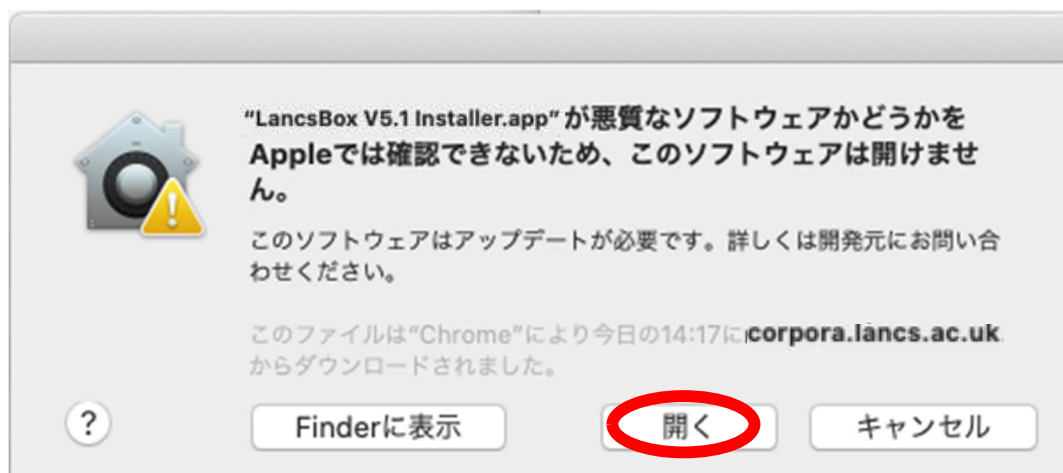 “LancsBox V5.1 Installer.app”が悪質なソフトウェアかどうかを
Appleでは確認できないため、このソフトウェアは開けませ
ん。
このソフトウェアはアップデートが必要です。詳しくは開発元にお問い合
わせください。
このファイルは“Chrome”により今日の14:17にcorpora.lancs.ac.uk
からダウンロードされました。
? Finderに表示 開く キャンセル